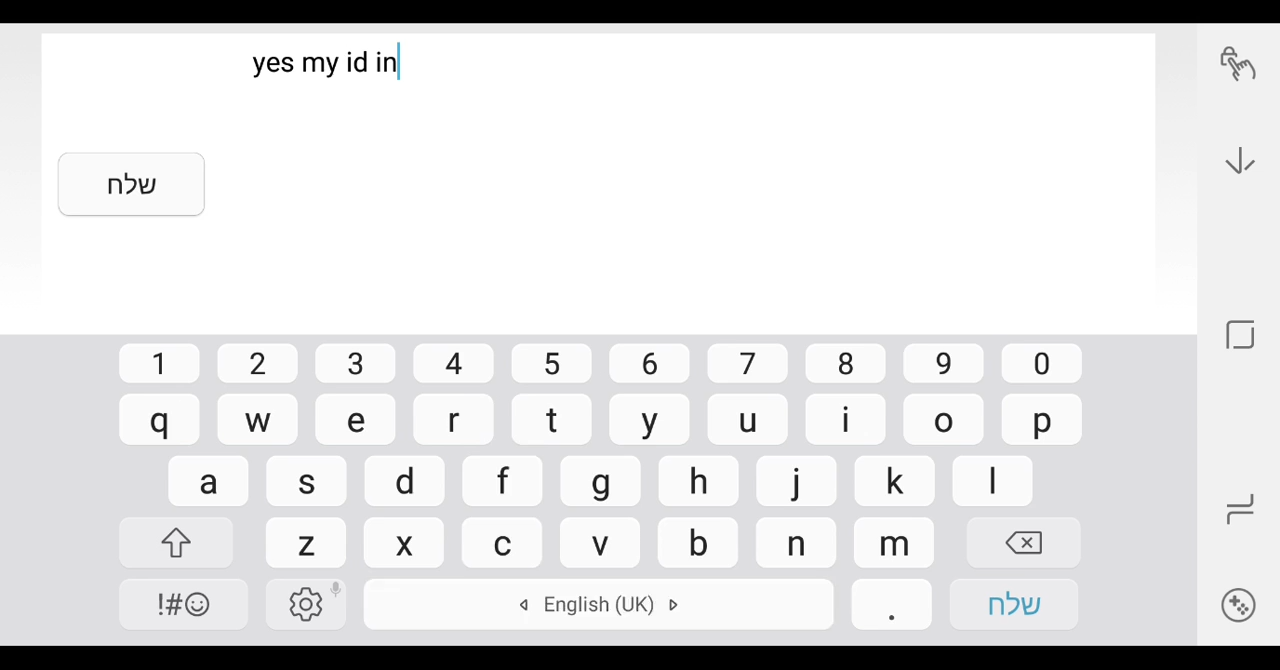 yes my id in
שלח
1 2 3 4 5 6 7 8 9 0
q w e r t y u i o p
a s d f g h j k l
z x c v b n m
!#☺ English (UK) . שלח